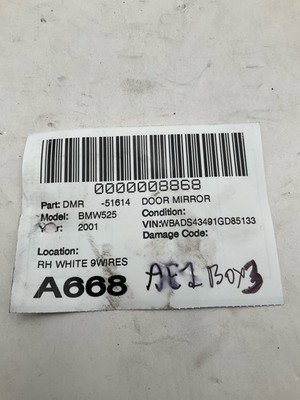 0000008868
Part: DMR -51614 DOOR MIRROR
Model: BMW525 Condition:
Year: 2001 VIN:WBADS43491GD85133
Damage Code:
Location:
RH WHITE 9WIRES
A668 AE1 BOX3